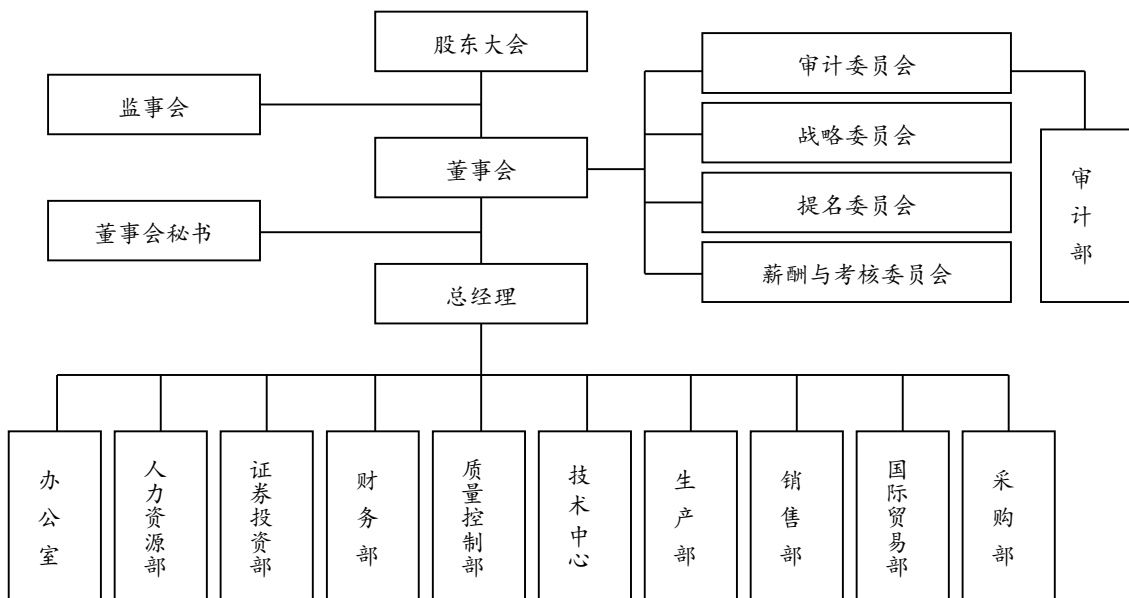 股东大会
审计委员会
监事会
战略委员会
董事会
审计部
提名委员会
董事会秘书
薪酬与考核委员会
总经理
办公室
人力资源部
证券投资部
财务部
质量控制部
技术中心
生产部
销售部
国际贸易部
采购部